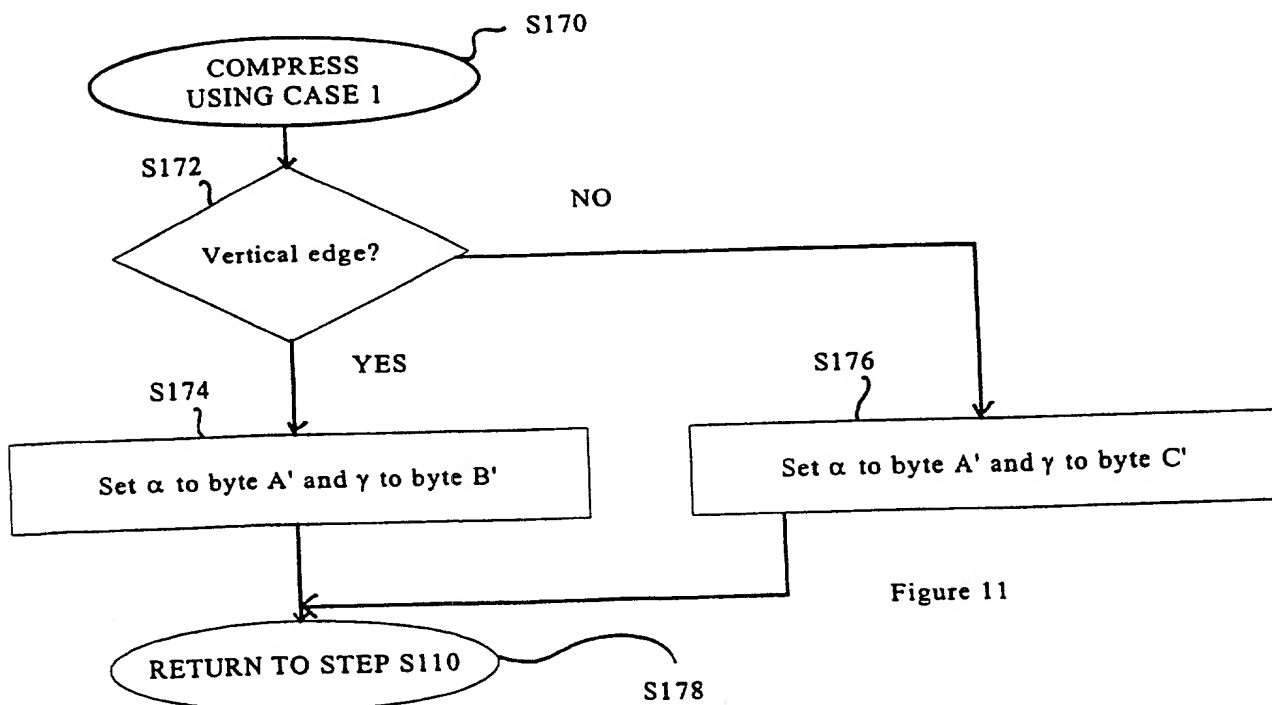 S170
COMPRESS
USING CASE 1
S172
NO
Vertical edge?
YES
S176
S174
Set α to byte A' and γ to byte B'
Set α to byte A' and γ to byte C'
Figure 11
RETURN TO STEP S110
S178